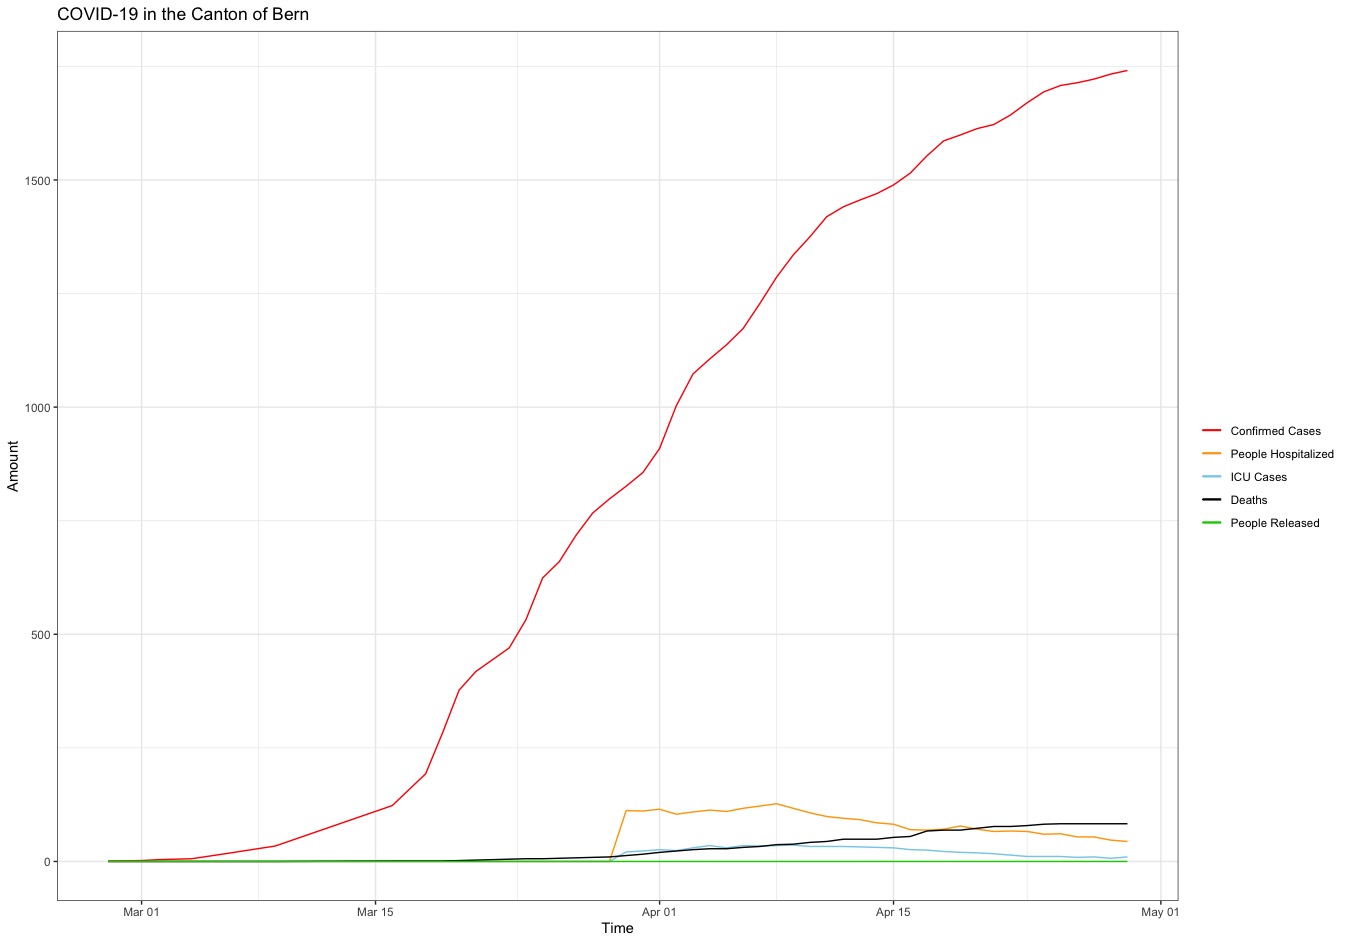 COVID-19 in the Canton of Bern
Amount
1500
1000
500
0
Mar 01
Mar 15
Apr 01
Apr 15
May 01
Time
Confirmed Cases
People Hospitalized
ICU Cases
Deaths
People Released